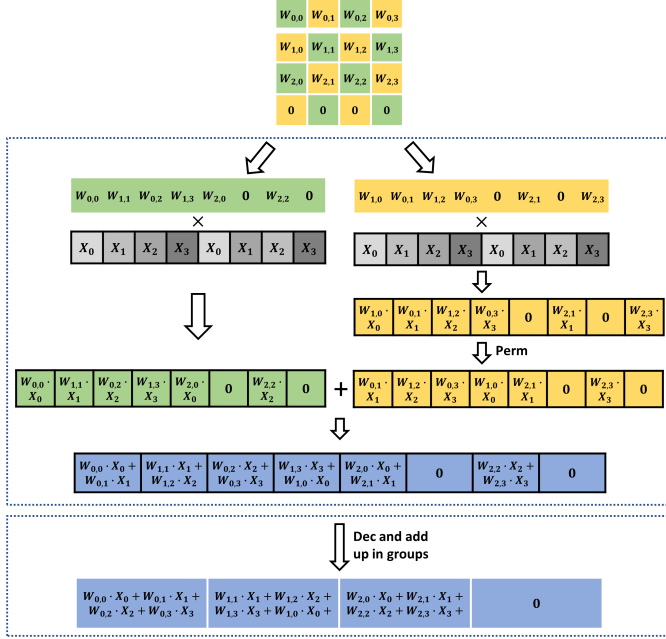 W0,0 W0,1 W0,2 W0,3
W1,0 W1,1 W1,2 W1,3
W2,0 W2,1 W2,2 W2,3
0 0 0 0
W0,0 W1,1 W0,2 W1,3 W2,0 0 W2,2 0
W1,0 W0,1 W1,2 W0,3 0 W2,1 0 W2,3
× ×
X0 X1 X2 X3 X0 X1 X2 X3
X0 X1 X2 X3 X0 X1 X2 X3
W1,0 · W0,1 · W1,2 · W0,3 · 0 W2,1 · 0 W2,3 ·
X0 X1 X2 X3 X1 X3
Perm
W0,0 · W1,1 · W0,2 · W1,3 · W2,0 · 0 W2,2 · 0
X0 X1 X2 X3 X0 X2
+
W0,1 · W1,2 · W0,3 · W1,0 · W2,1 · 0 W2,3 · 0
X1 X2 X3 X0 X1 X3
W0,0 · X0 + W1,1 · X1 + W0,2 · X2 + W1,3 · X3 + W2,0 · X0 + 0 W2,2 · X2 + 0
W0,1 · X1 W1,2 · X2 W0,3 · X3 W1,0 · X0 W2,1 · X1 W2,3 · X3
Dec and add
up in groups
W0,0 · X0 + W0,1 · X1 + W1,1 · X1 + W1,2 · X2 + W2,0 · X0 + W2,1 · X1 + 0
W0,2 · X2 + W0,3 · X3 W1,3 · X3 + W1,0 · X0 + W2,2 · X2 + W2,3 · X3 +